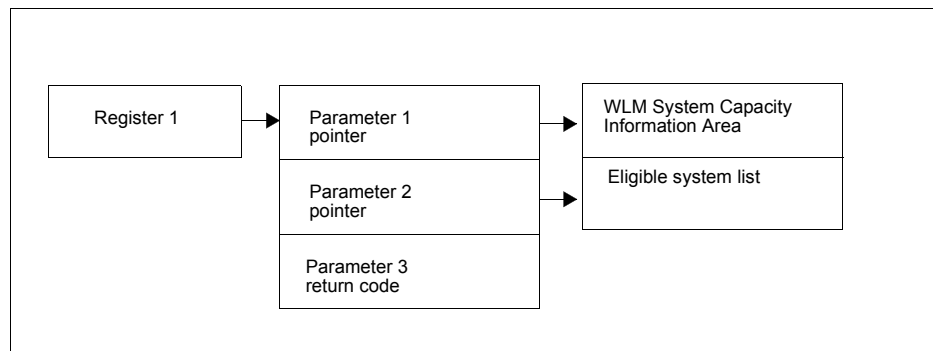 Register 1
Parameter 1
pointer
WLM System Capacity
Information Area
Parameter 2
pointer
Eligible system list
Parameter 3
return code